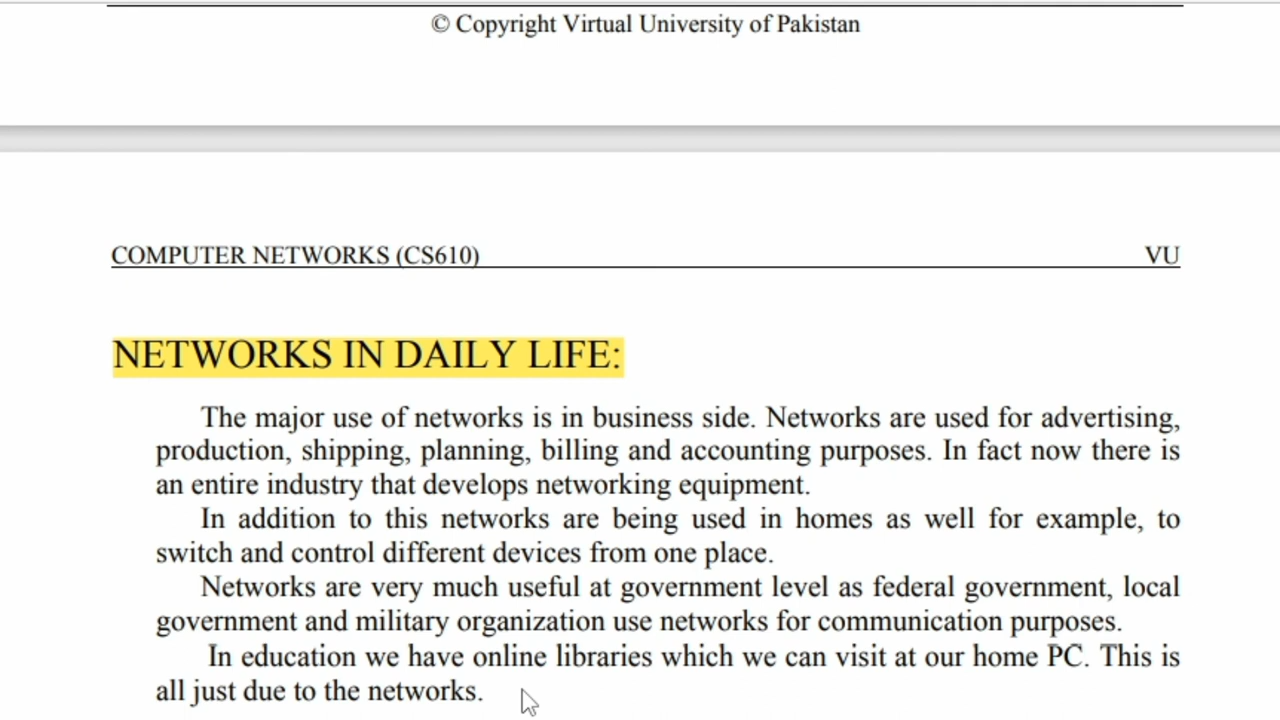 © Copyright Virtual University of Pakistan
COMPUTER NETWORKS (CS610) VU
NETWORKS IN DAILY LIFE:
The major use of networks is in business side. Networks are used for advertising,
production, shipping, planning, billing and accounting purposes. In fact now there is
an entire industry that develops networking equipment.
In addition to this networks are being used in homes as well for example, to
switch and control different devices from one place.
Networks are very much useful at government level as federal government, local
government and military organization use networks for communication purposes.
In education we have online libraries which we can visit at our home PC. This is
all just due to the networks.